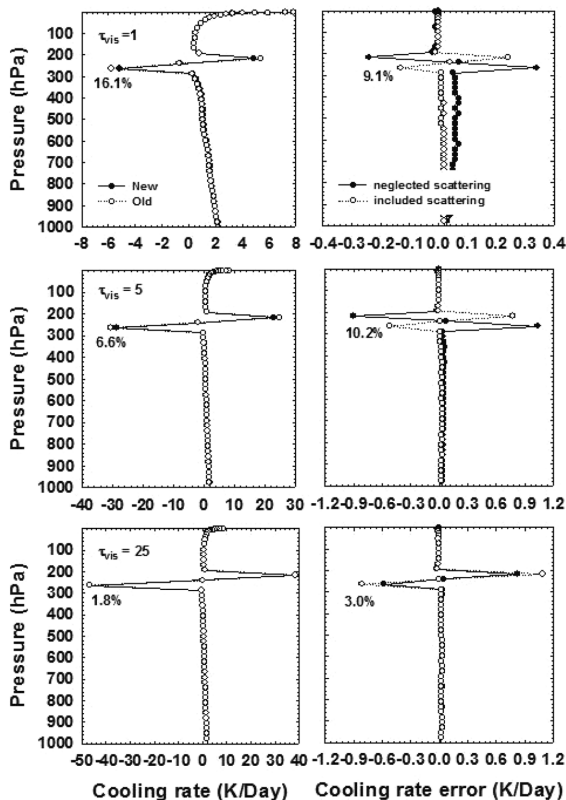 τvis =1
16.1%
New
Old
Pressure (hPa)
100
200
300
400
500
600
700
800
900
1000
-8 -6 -4 -2 0 2 4 6 8
9.1%
neglected scattering
included scattering
-0.4 -0.3 -0.2 -0.1 0.0 0.1 0.2 0.3 0.4
τvis = 5
6.6%
Pressure (hPa)
100
200
300
400
500
600
700
800
900
1000
-40 -30 -20 -10 0 10 20 30
10.2%
-1.2 -0.9 -0.6 -0.3 0.0 0.3 0.6 0.9 1.2
τvis = 25
1.8%
Pressure (hPa)
100
200
300
400
500
600
700
800
900
1000
-50 -40 -30 -20 -10 0 10 20 30 40
Cooling rate (K/Day)
3.0%
-1.2 -0.9 -0.6 -0.3 0.0 0.3 0.6 0.9 1.2
Cooling rate error (K/Day)